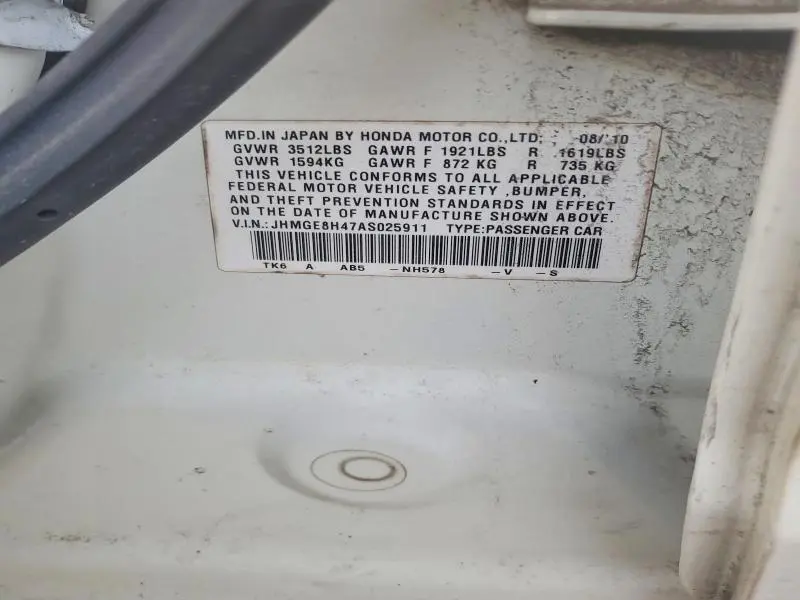 MFD.IN JAPAN BY HONDA MOTOR CO.,LTD; 08/'10
GVWR 3512LBS GAWR F 1921LBS R 1619LBS
GVWR 1594KG GAWR F 872 KG R 735 KG
THIS VEHICLE CONFORMS TO ALL APPLICABLE
FEDERAL MOTOR VEHICLE SAFETY ,BUMPER,
AND THEFT PREVENTION STANDARDS IN EFFECT
ON THE DATE OF MANUFACTURE SHOWN ABOVE.
V.I.N.: JHMGE8H47AS025911 TYPE:PASSENGER CAR
TK6 A AB5 -NH578 -V -S